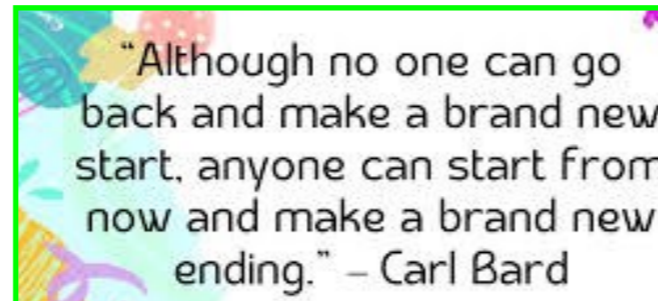 “Although no one can go
back and make a brand new
start, anyone can start from
now and make a brand new
ending.” – Carl Bard